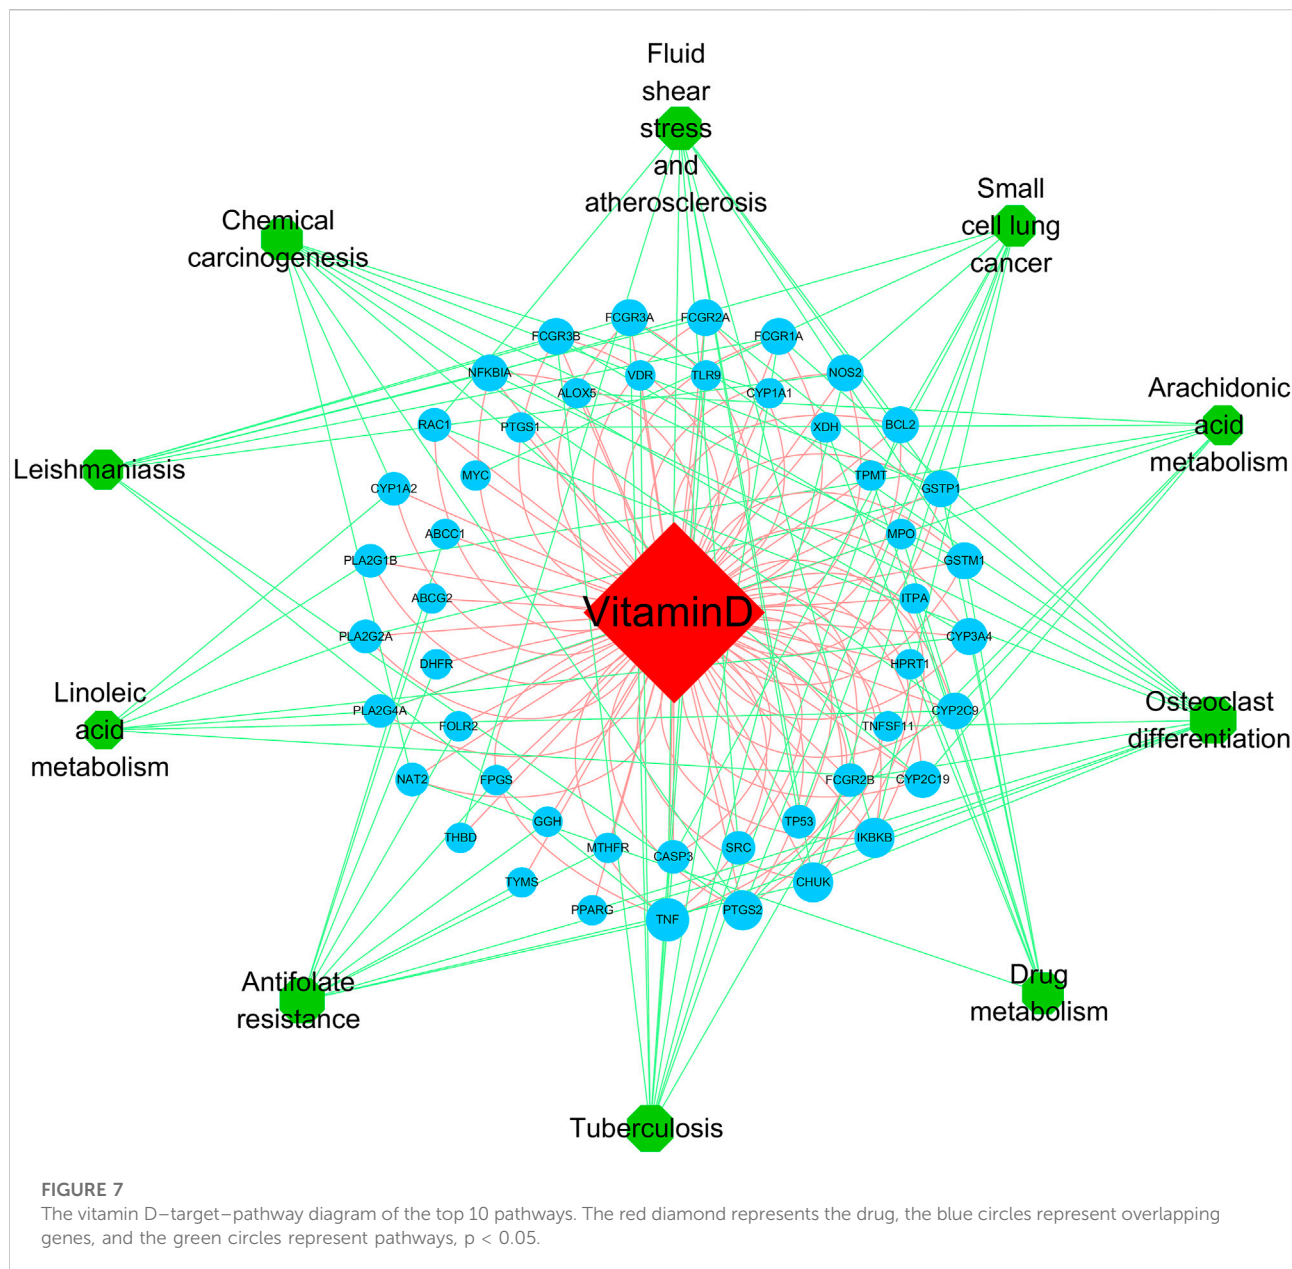 Fluid
shear
stress
and
atherosclerosis
Small
cell lung
cancer
Chemical
carcinogenesis
Arachidonic
acid
metabolism
Leishmaniasis
Linoleic
acid
metabolism
Osteoclast
differentiation
Antifolate
resistance
Drug
metabolism
Tuberculosis
FCGR3A
FCGR2A
FCGR3B
FCGR1A
NFKBIA
VDR
TLR9
NOS2
ALOX5
CYP1A1
RAC1
PTGS1
XDH
BCL2
MYC
TPMT
CYP1A2
GSTP1
ABCC1
MPO
PLA2G1B
GSTM1
ABCG2
ITPA
VitaminD
PLA2G2A
CYP3A4
DHFR
HPRT1
PLA2G4A
CYP2C9
FOLR2
TNFSF11
NAT2
FPGS
FCGR2B
CYP2C19
GGH
TP53
THBD
IKBKB
MTHFR
CASP3
SRC
TYMS
CHUK
PPARG
TNF
PTGS2
FIGURE 7
The vitamin D–target–pathway diagram of the top 10 pathways. The red diamond represents the drug, the blue circles represent overlapping
genes, and the green circles represent pathways, p < 0.05.